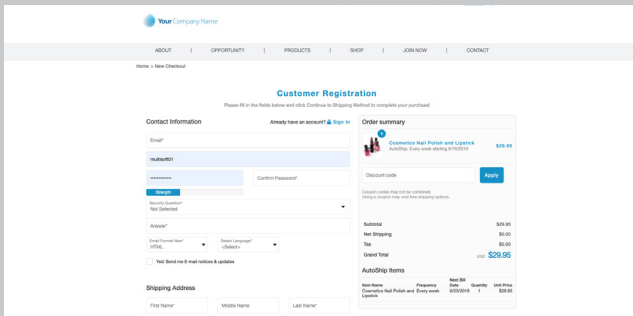 Your Company Name
ABOUT | OPPORTUNITY | PRODUCTS | SHOP | JOIN NOW | CONTACT
Home > New Checkout
Customer Registration
Please fill in the fields below and click Continue to Shipping Method to complete your purchase!
Contact Information
Already have an account? Sign In
Email*
multisoft01
••••••••••
Confirm Password*
Strength
Security Question*
Not Selected
Answer*
Email Format New*
HTML
Select Language*
<Select>
Yes! Send me E-mail notices & updates
Shipping Address
First Name*
Middle Name
Last Name*
Order summary
Cosmetics Nail Polish and Lipstick
$29.95
AutoShip: Every week starting 9/16/2019
Discount code
Apply
Coupon codes may not be combined.
Using a coupon may void free shipping options.
Subtotal $29.95
Net Shipping $0.00
Tax $0.00
Grand Total USD $29.95
AutoShip Items
Item Name Frequency Next Bill Date Quantity Unit Price
Cosmetics Nail Polish and Lipstick Every week 9/23/2019 1 $29.95